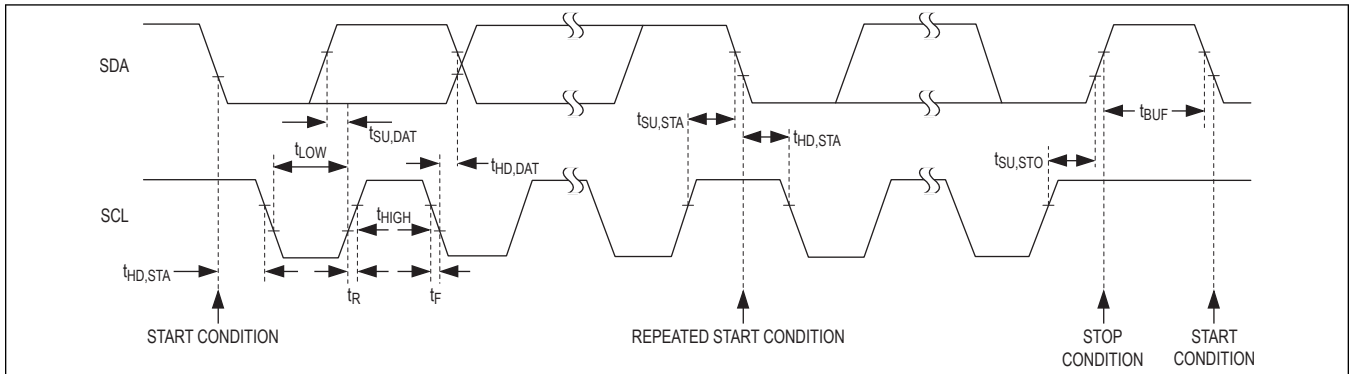 SDA
tSU,DAT
tLOW
tHD,DAT
tSU,STA
tHD,STA
tBUF
tSU,STO
SCL
tHIGH
tHD,STA
tR
tF
START CONDITION
REPEATED START CONDITION
STOP
CONDITION
START
CONDITION